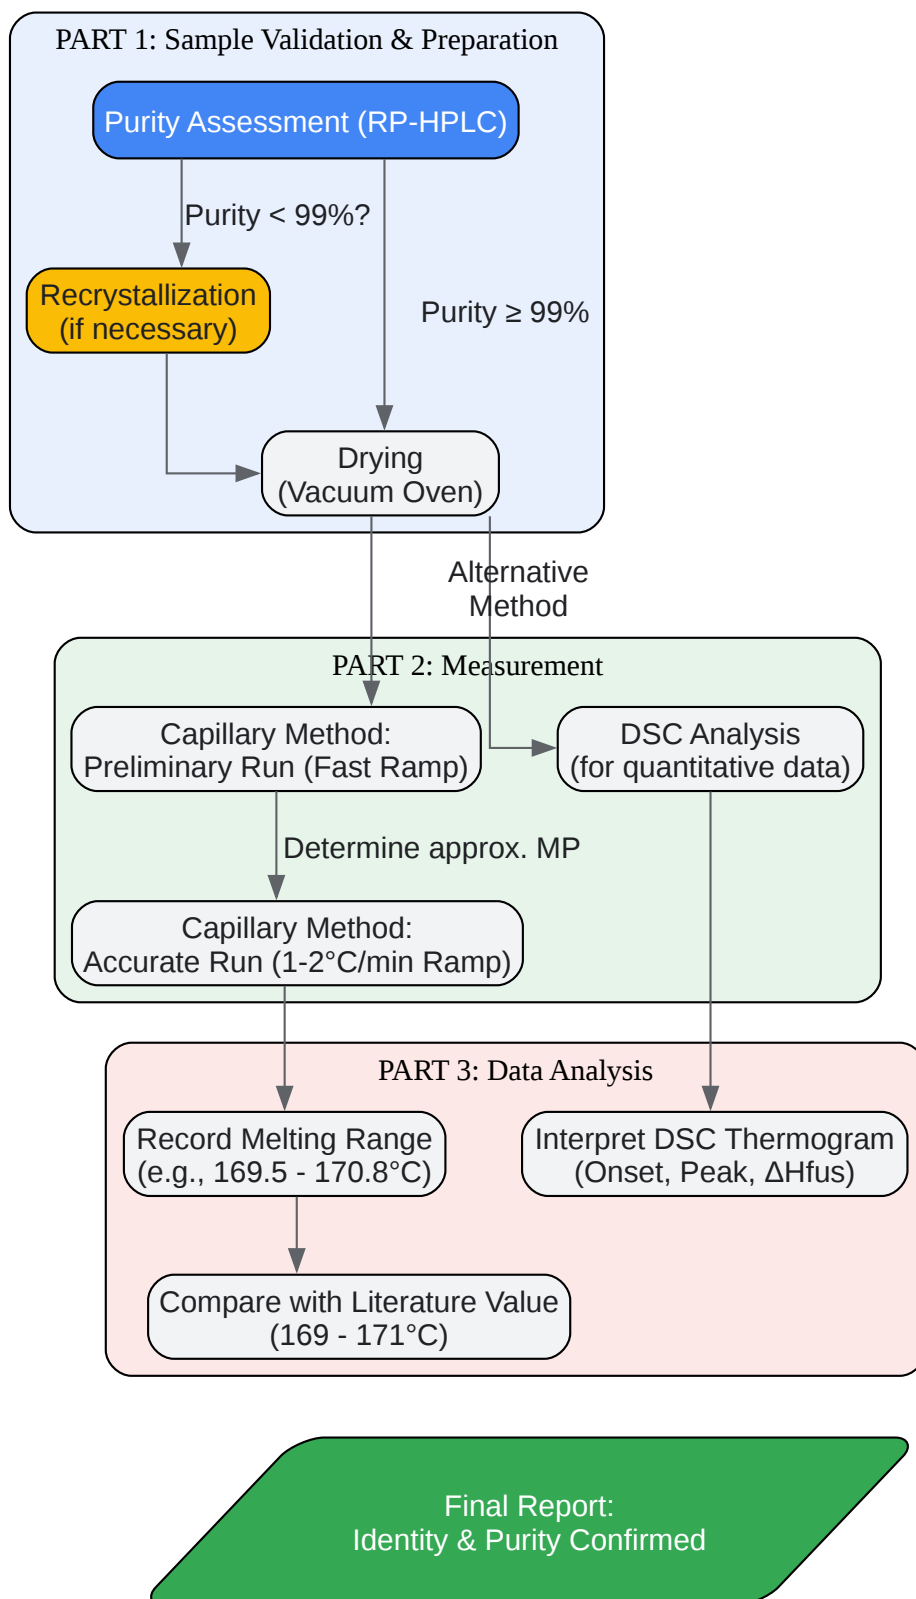 PART 1: Sample Validation & Preparation
Purity Assessment (RP-HPLC)
Purity < 99%?
Recrystallization
(if necessary)
Purity ≥ 99%
Drying
(Vacuum Oven)
Alternative
Method
PART 2: Measurement
Capillary Method:
Preliminary Run (Fast Ramp)
DSC Analysis
(for quantitative data)
Determine approx. MP
Capillary Method:
Accurate Run (1-2°C/min Ramp)
PART 3: Data Analysis
Record Melting Range
(e.g., 169.5 - 170.8°C)
Interpret DSC Thermogram
(Onset, Peak, ΔHfus)
Compare with Literature Value
(169 - 171°C)
Final Report:
Identity & Purity Confirmed